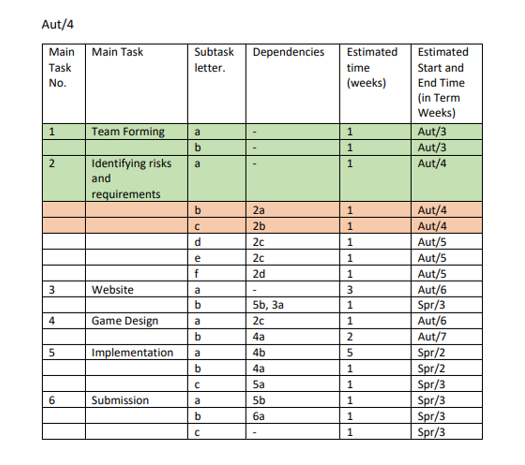 Aut/4
Main Task No. | Main Task | Subtask letter. | Dependencies | Estimated time (weeks) | Estimated Start and End Time (in Term Weeks)
1 | Team Forming | a | - | 1 | Aut/3
b | - | 1 | Aut/3
2 | Identifying risks and requirements | a | - | 1 | Aut/4
b | 2a | 1 | Aut/4
c | 2b | 1 | Aut/4
d | 2c | 1 | Aut/5
e | 2c | 1 | Aut/5
f | 2d | 1 | Aut/5
3 | Website | a | - | 3 | Aut/6
b | 5b, 3a | 1 | Spr/3
4 | Game Design | a | 2c | 1 | Aut/6
b | 4a | 2 | Aut/7
5 | Implementation | a | 4b | 5 | Spr/2
b | 4a | 1 | Spr/2
c | 5a | 1 | Spr/3
6 | Submission | a | 5b | 1 | Spr/3
b | 6a | 1 | Spr/3
c | - | 1 | Spr/3